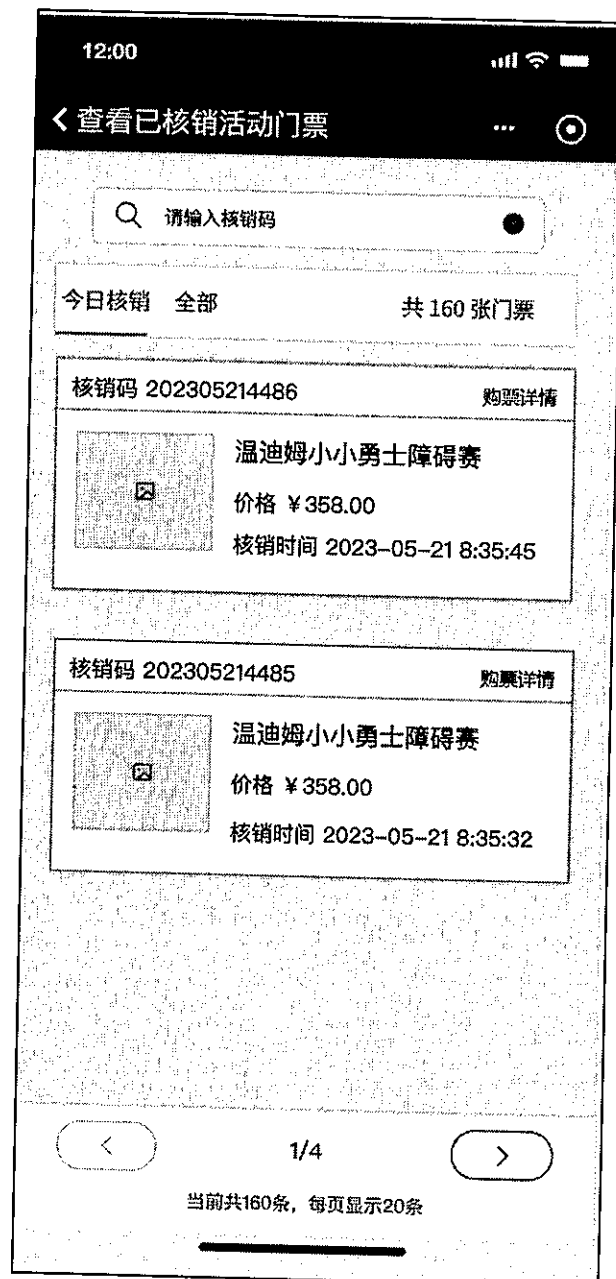 12:00
查看已核销活动门票
请输入核销码
今日核销 全部 共 160 张门票
核销码 202305214486 购票详情
温迪姆小小勇士障碍赛
价格 ¥358.00
核销时间 2023-05-21 8:35:45
核销码 202305214485 购票详情
温迪姆小小勇士障碍赛
价格 ¥358.00
核销时间 2023-05-21 8:35:32
1/4
当前共160条，每页显示20条